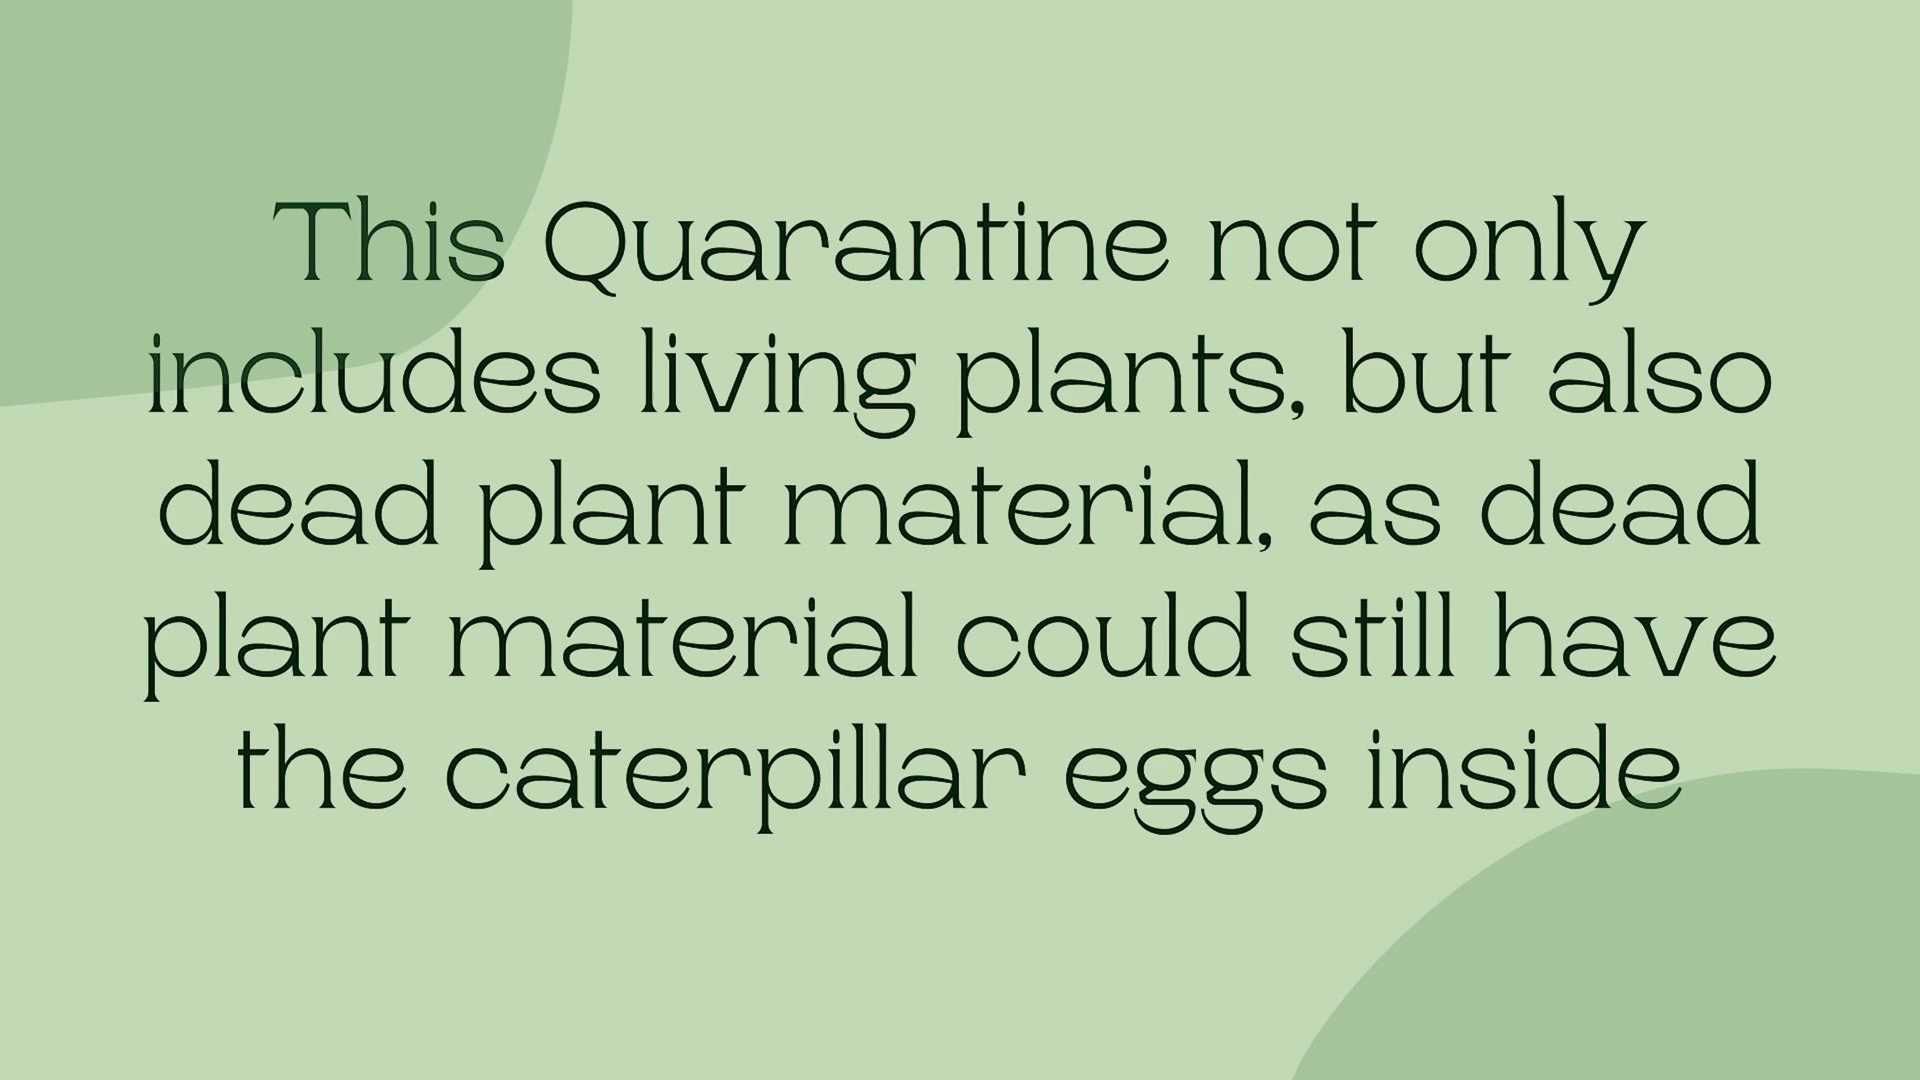 This Quarantine not only
includes living plants, but also
dead plant material, as dead
plant material could still have
the caterpillar eggs inside